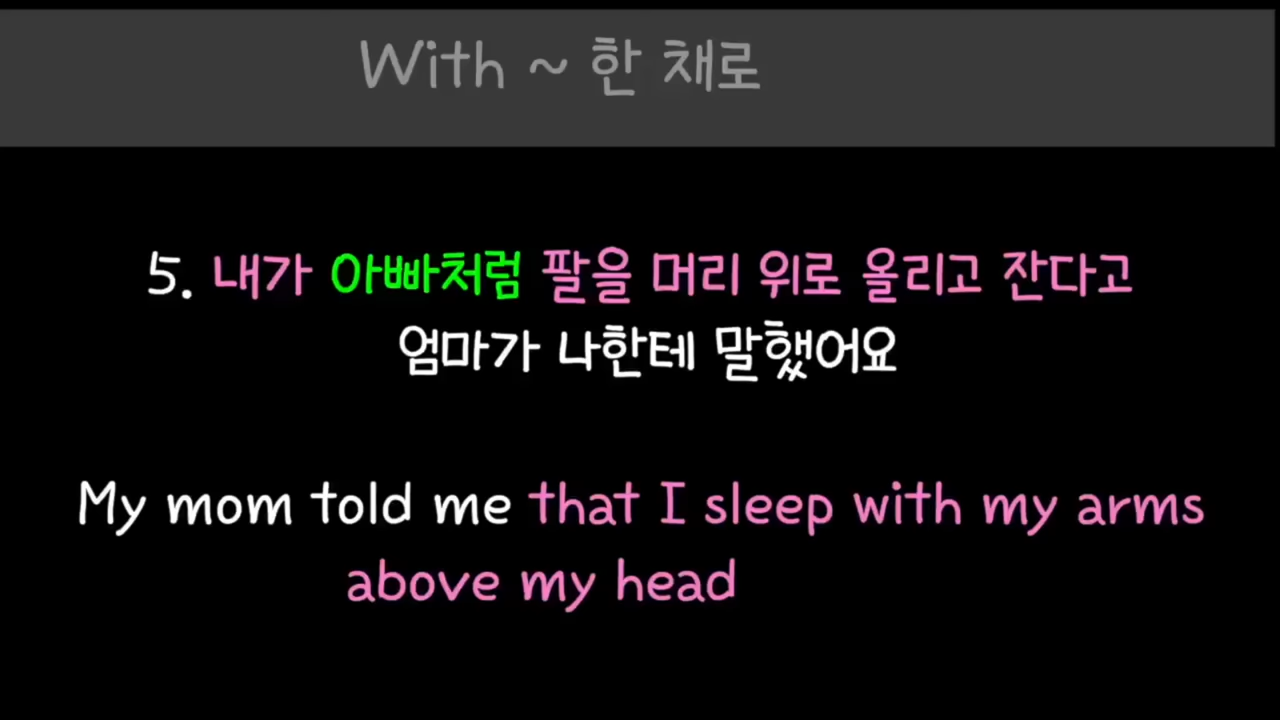 With ~ 한 채로
5. 내가 아빠처럼 팔을 머리 위로 올리고 잔다고
엄마가 나한테 말했어요
My mom told me that I sleep with my arms
above my head